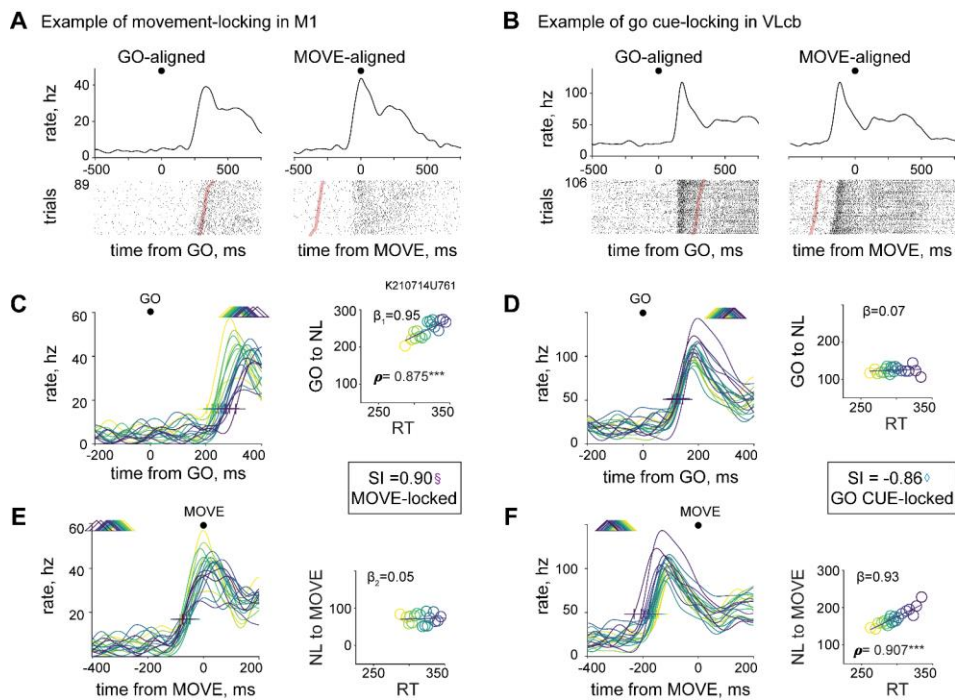 A Example of movement-locking in M1
GO-aligned
MOVE-aligned
rate, hz
40
20
0
-500 0 500
-500 0 500
89
trials
time from GO, ms
time from MOVE, ms
B Example of go cue-locking in VLcb
GO-aligned
MOVE-aligned
rate, hz
100
50
0
-500 0 500
-500 0 500
106
trials
time from GO, ms
time from MOVE, ms
C
GO
rate, hz
60
40
20
0
-200 0 200 400
time from GO, ms
K210714U761
GO to NL
300
200
100
β1=0.95
ρ= 0.875***
250 350
RT
SI =0.90§
MOVE-locked
D
GO
rate, hz
150
100
50
0
-200 0 200 400
time from GO, ms
β=0.07
GO to NL
300
200
100
250 350
RT
SI = -0.86◊
GO CUE-locked
E
MOVE
rate, hz
60
40
20
-400 -200 0 200
time from MOVE, ms
β2=0.05
NL to MOVE
200
100
0
250 350
RT
F
MOVE
rate, hz
150
100
50
0
-400 -200 0 200
time from MOVE, ms
NL to MOVE
300
200
100
β=0.93
ρ= 0.907***
250 350
RT